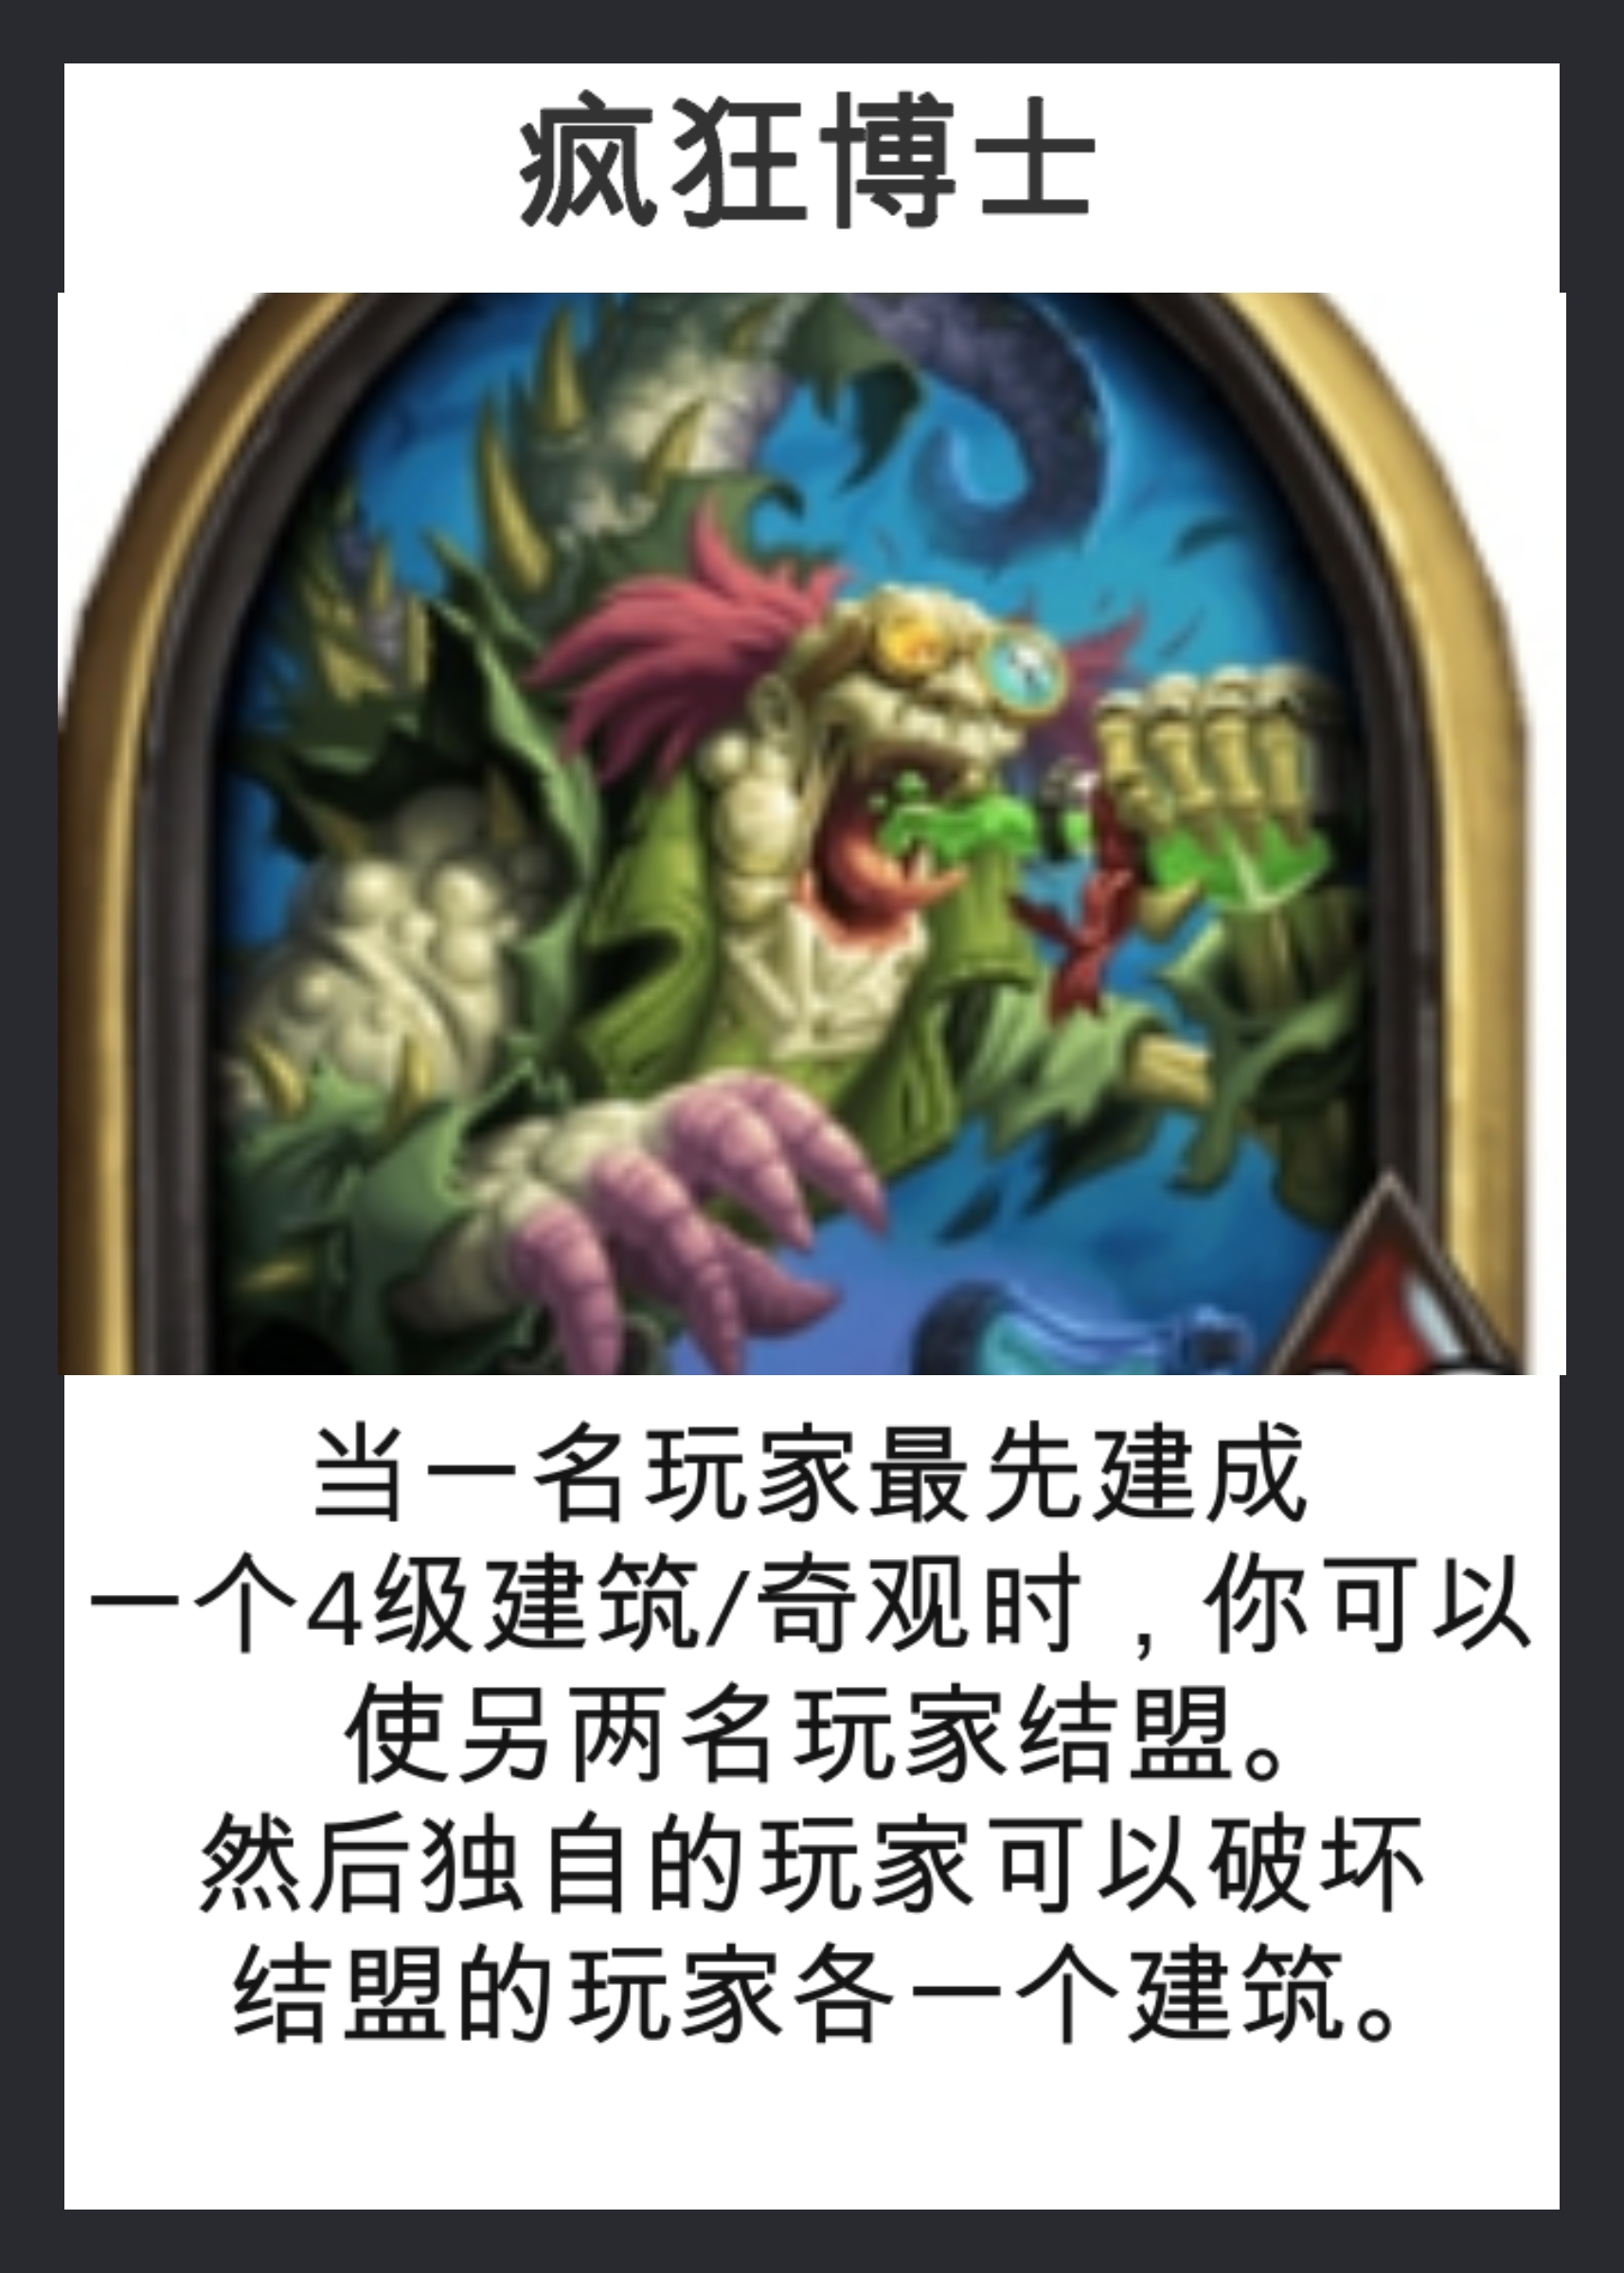 疯狂博士
当一名玩家最先建成
一个4级建筑/奇观时，你可以
使另两名玩家结盟。
然后独自的玩家可以破坏
结盟的玩家各一个建筑。